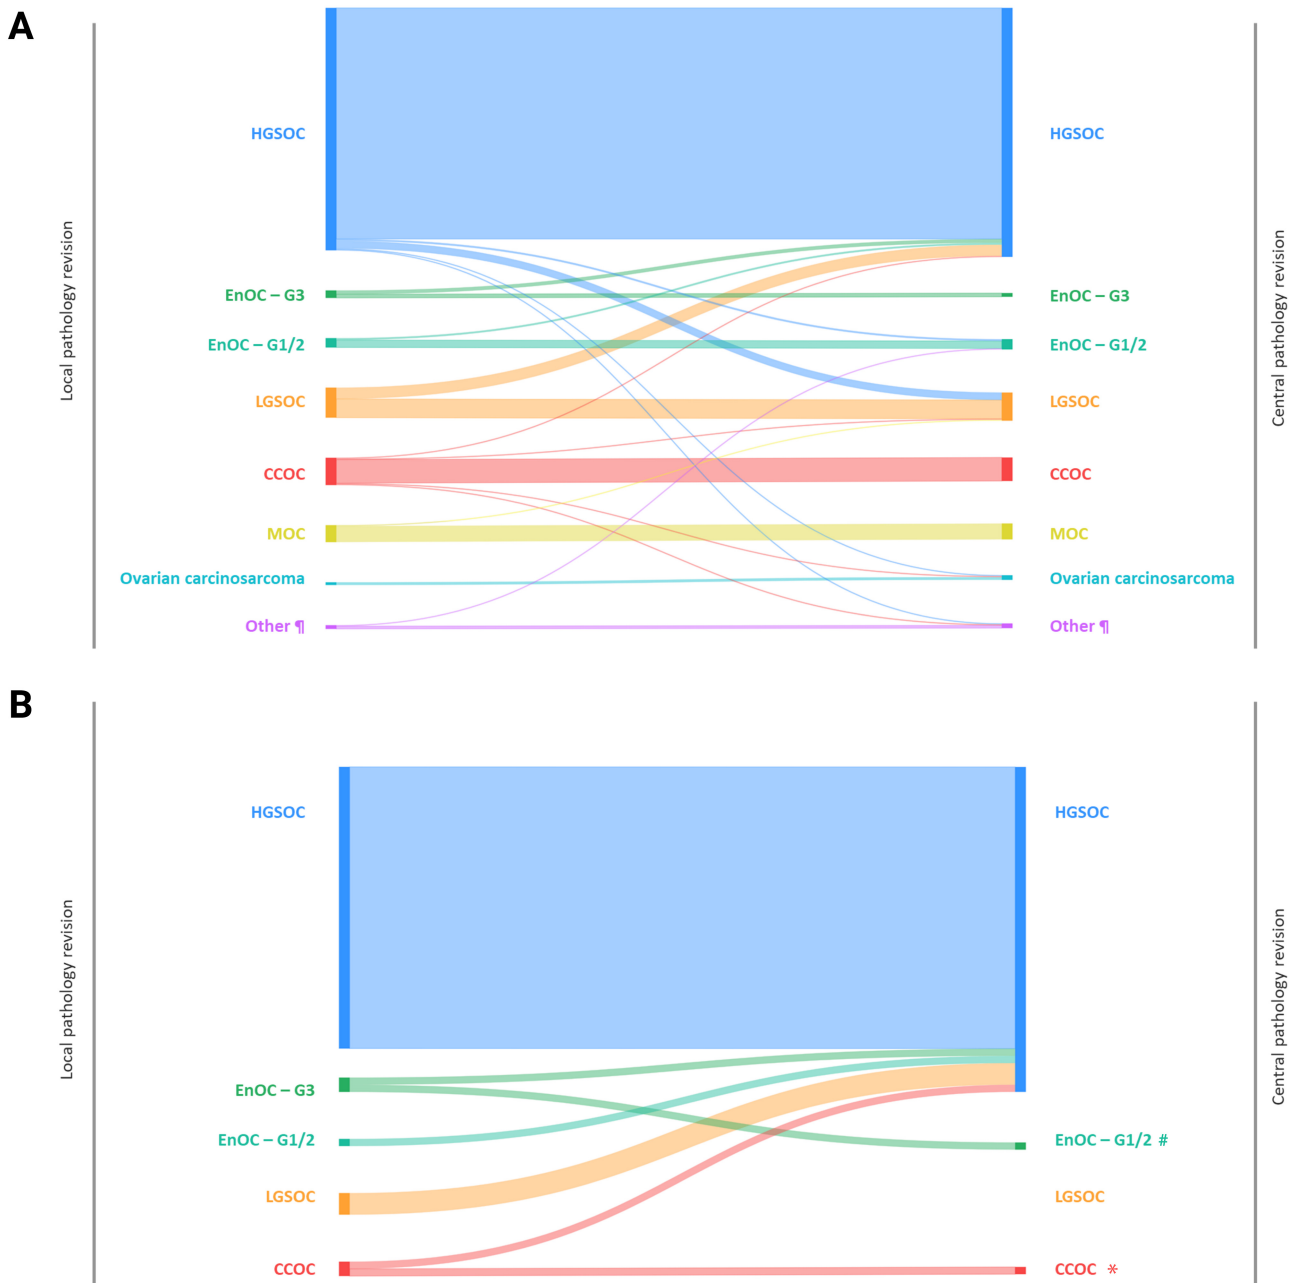 A
Local pathology revision
HGSOC
EnOC – G3
EnOC – G1/2
LGSOC
CCOC
MOC
Ovarian carcinosarcoma
Other ¶
HGSOC
EnOC – G3
EnOC – G1/2
LGSOC
CCOC
MOC
Ovarian carcinosarcoma
Other ¶
Central pathology revision
B
Local pathology revision
HGSOC
EnOC – G3
EnOC – G1/2
LGSOC
CCOC
HGSOC
EnOC – G1/2 #
LGSOC
CCOC *
Central pathology revision